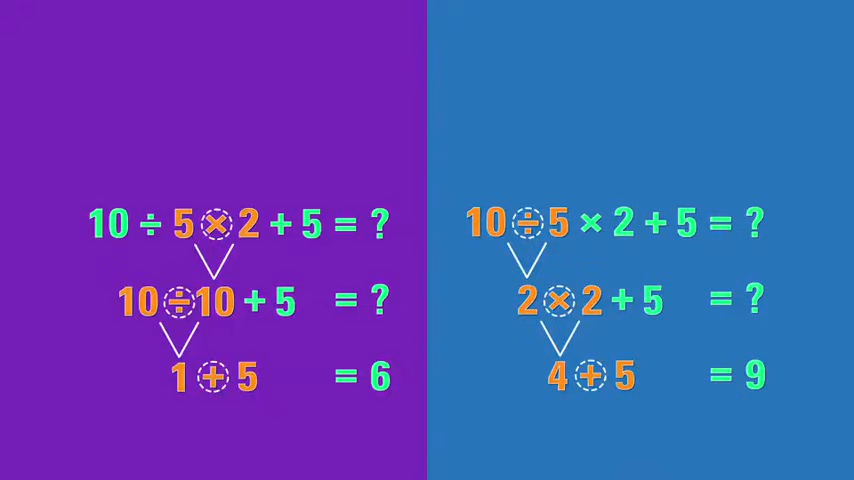 10 ÷ 5 × 2 + 5 = ?
10 ÷ 10 + 5 = ?
1 + 5 = 6
10 ÷ 5 × 2 + 5 = ?
2 × 2 + 5 = ?
4 + 5 = 9